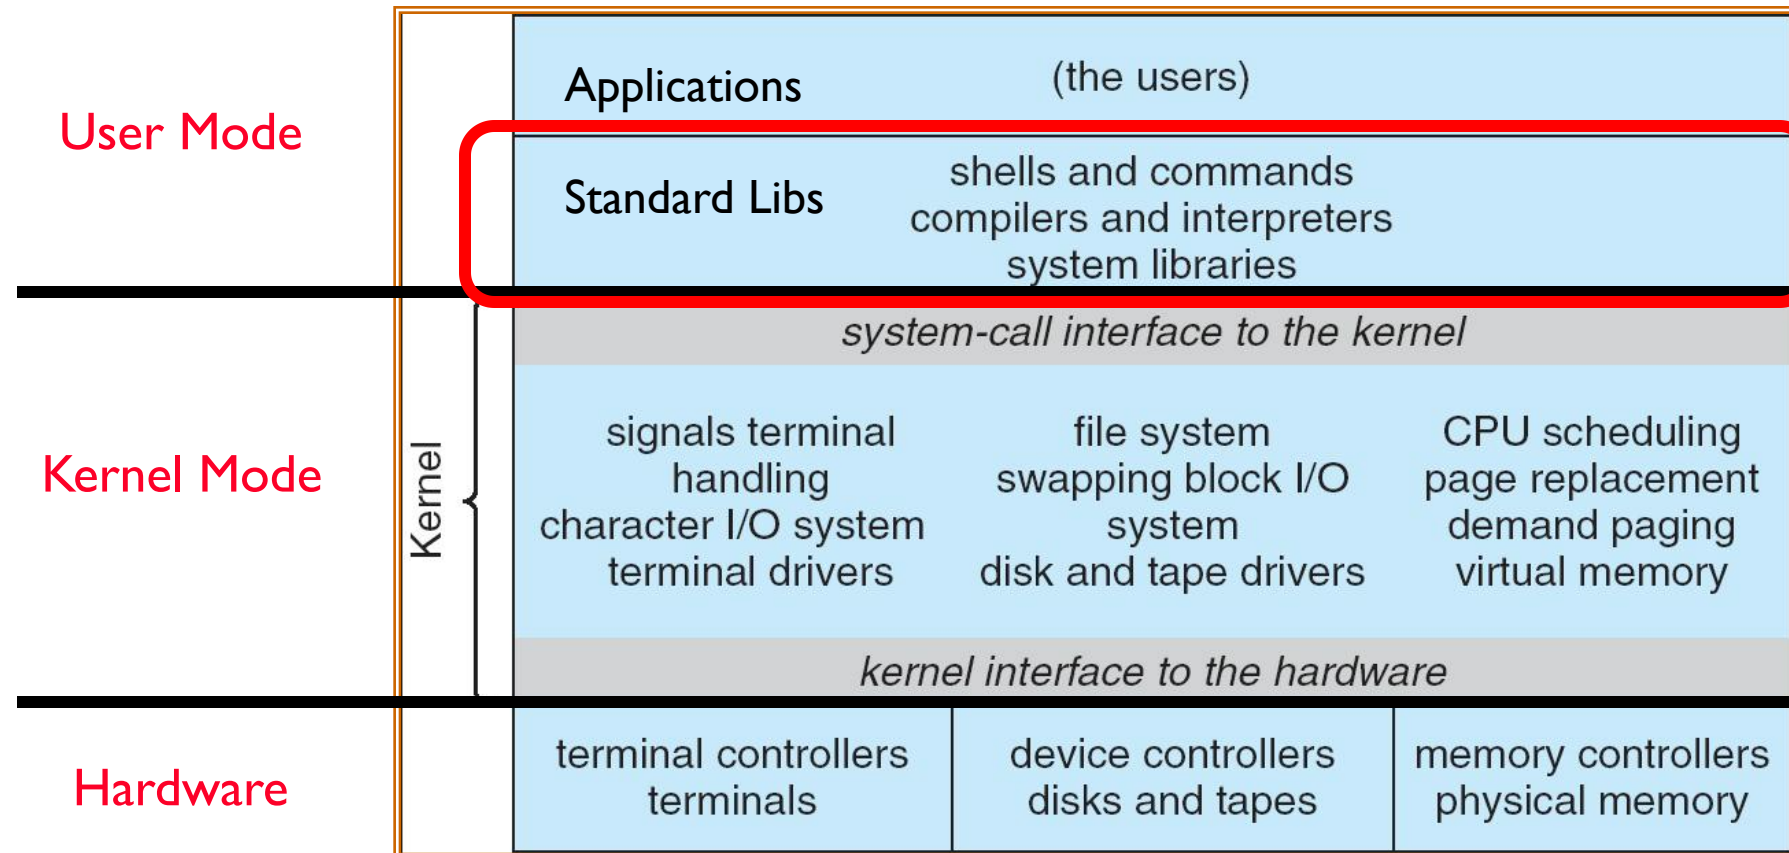 User Mode
Applications
(the users)
Standard Libs
shells and commands
compilers and interpreters
system libraries
Kernel Mode
Kernel
system-call interface to the kernel
signals terminal
handling
character I/O system
terminal drivers
file system
swapping block I/O
system
disk and tape drivers
CPU scheduling
page replacement
demand paging
virtual memory
kernel interface to the hardware
Hardware
terminal controllers
terminals
device controllers
disks and tapes
memory controllers
physical memory